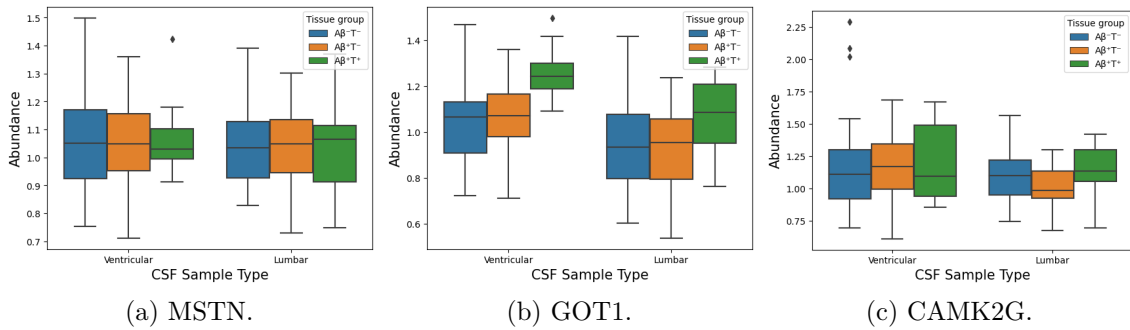 Abundance
1.5
1.4
1.3
1.2
1.1
1.0
0.9
0.8
0.7
Tissue group
Aβ⁻T⁻
Aβ⁺T⁻
Aβ⁺T⁺
Ventricular
Lumbar
CSF Sample Type
(a) MSTN.
Abundance
1.4
1.2
1.0
0.8
0.6
Tissue group
Aβ⁻T⁻
Aβ⁺T⁻
Aβ⁺T⁺
Ventricular
Lumbar
CSF Sample Type
(b) GOT1.
Abundance
2.25
2.00
1.75
1.50
1.25
1.00
0.75
Tissue group
Aβ⁻T⁻
Aβ⁺T⁻
Aβ⁺T⁺
Ventricular
Lumbar
CSF Sample Type
(c) CAMK2G.